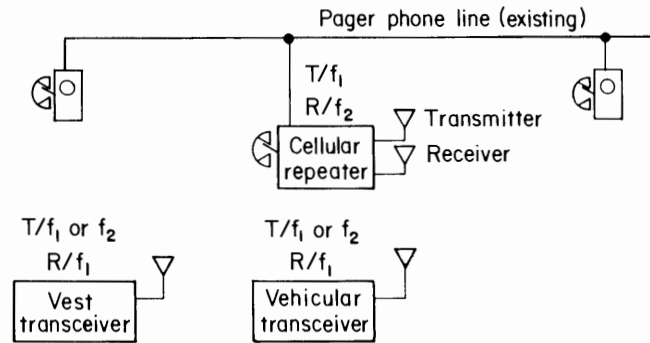 Pager phone line (existing)
T/f₁
R/f₂
Transmitter
Cellular
repeater
Receiver
T/f₁ or f₂
R/f₁
Vest
transceiver
T/f₁ or f₂
R/f₁
Vehicular
transceiver